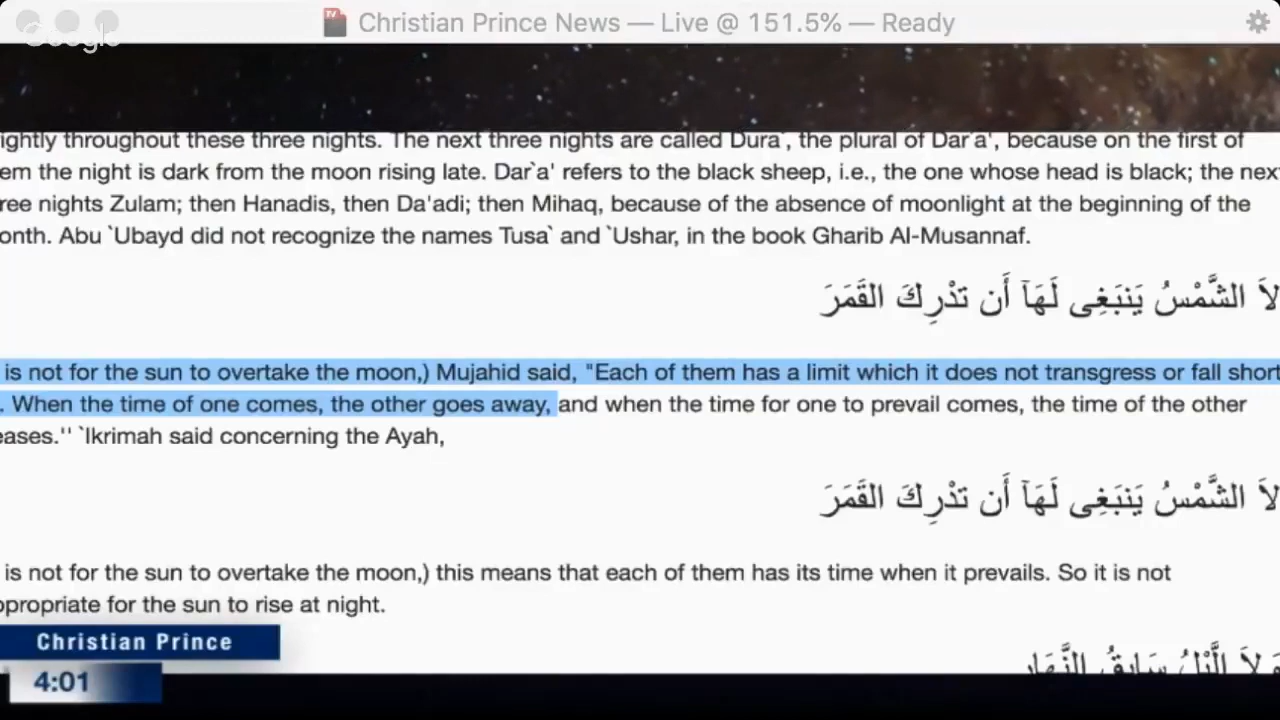 Christian Prince News — Live @ 151.5% — Ready
Google
ightly throughout these three nights. The next three nights are called Dura`, the plural of Dar`a', because on the first of
em the night is dark from the moon rising late. Dar`a' refers to the black sheep, i.e., the one whose head is black; the nex
ree nights Zulam; then Hanadis, then Da'adi; then Mihaq, because of the absence of moonlight at the beginning of the
onth. Abu `Ubayd did not recognize the names Tusa` and `Ushar, in the book Gharib Al-Musannaf.
لاَ الشَّمْسُ يَنبَغِى لَهَآ أَن تدْرِكَ القَمَرَ
is not for the sun to overtake the moon,) Mujahid said, "Each of them has a limit which it does not transgress or fall short
. When the time of one comes, the other goes away, and when the time for one to prevail comes, the time of the other
eases.'' `Ikrimah said concerning the Ayah,
لاَ الشَّمْسُ يَنبَغِى لَهَآ أَن تدْرِكَ القَمَرَ
is not for the sun to overtake the moon,) this means that each of them has its time when it prevails. So it is not
ppropriate for the sun to rise at night.
وَلاَ الَّيْلُ سَابِقُ النَّهَارِ
Christian Prince
4:01